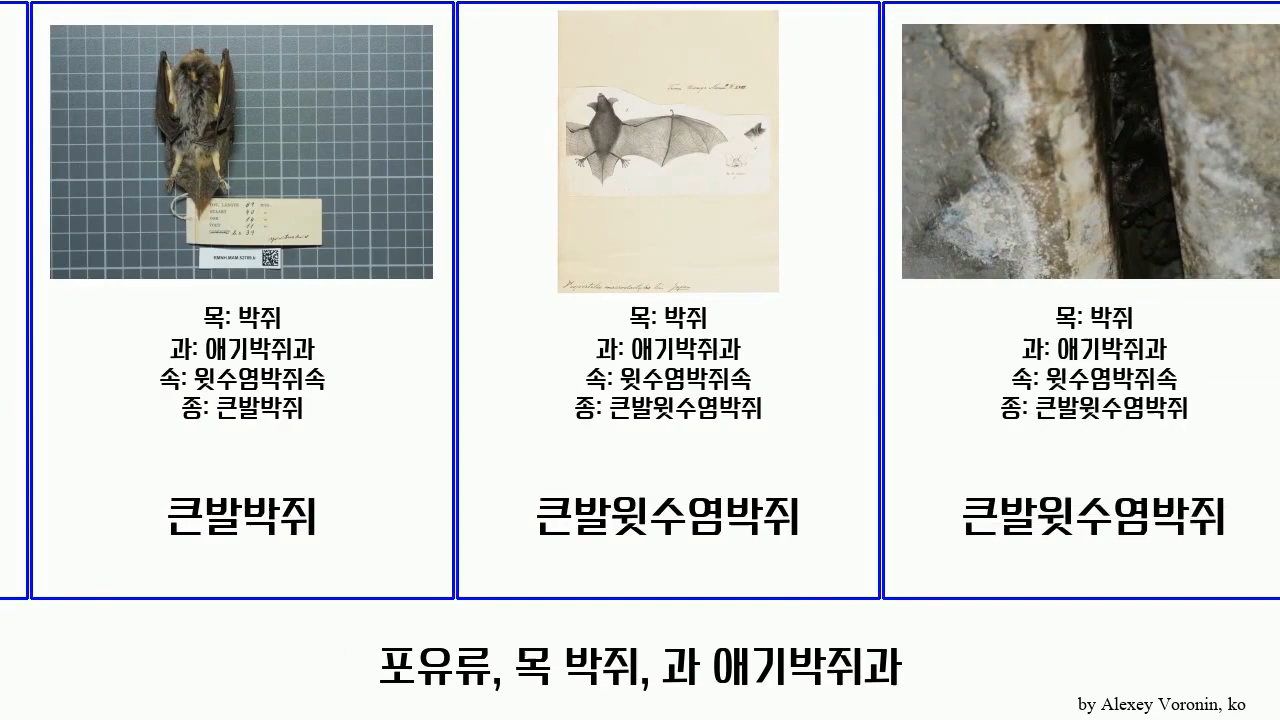 RMNH.MAM.32789.b
목: 박쥐
과: 애기박쥐과
속: 윗수염박쥐속
종: 큰발박쥐
큰발박쥐
목: 박쥐
과: 애기박쥐과
속: 윗수염박쥐속
종: 큰발윗수염박쥐
큰발윗수염박쥐
목: 박쥐
과: 애기박쥐과
속: 윗수염박쥐속
종: 큰발윗수염박쥐
큰발윗수염박쥐
포유류, 목 박쥐, 과 애기박쥐과
by Alexey Voronin, ko